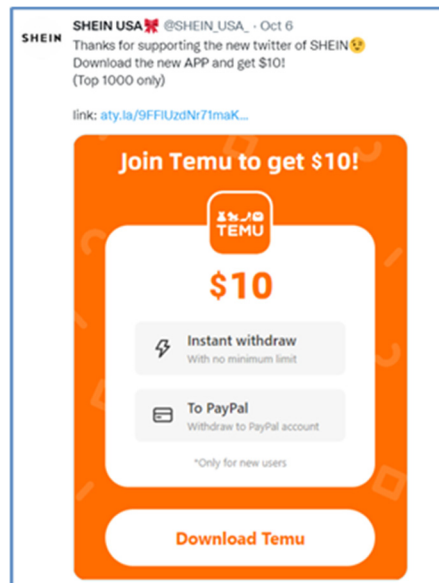 SHEIN
SHEIN USA🎀 @SHEIN_USA_ · Oct 6
Thanks for supporting the new twitter of SHEIN😉
Download the new APP and get $10!
(Top 1000 only)
link: aty.la/9FFlUzdNr71maK...
Join Temu to get $10!
TEMU
$10
Instant withdraw
With no minimum limit
To PayPal
Withdraw to PayPal account
*Only for new users
Download Temu